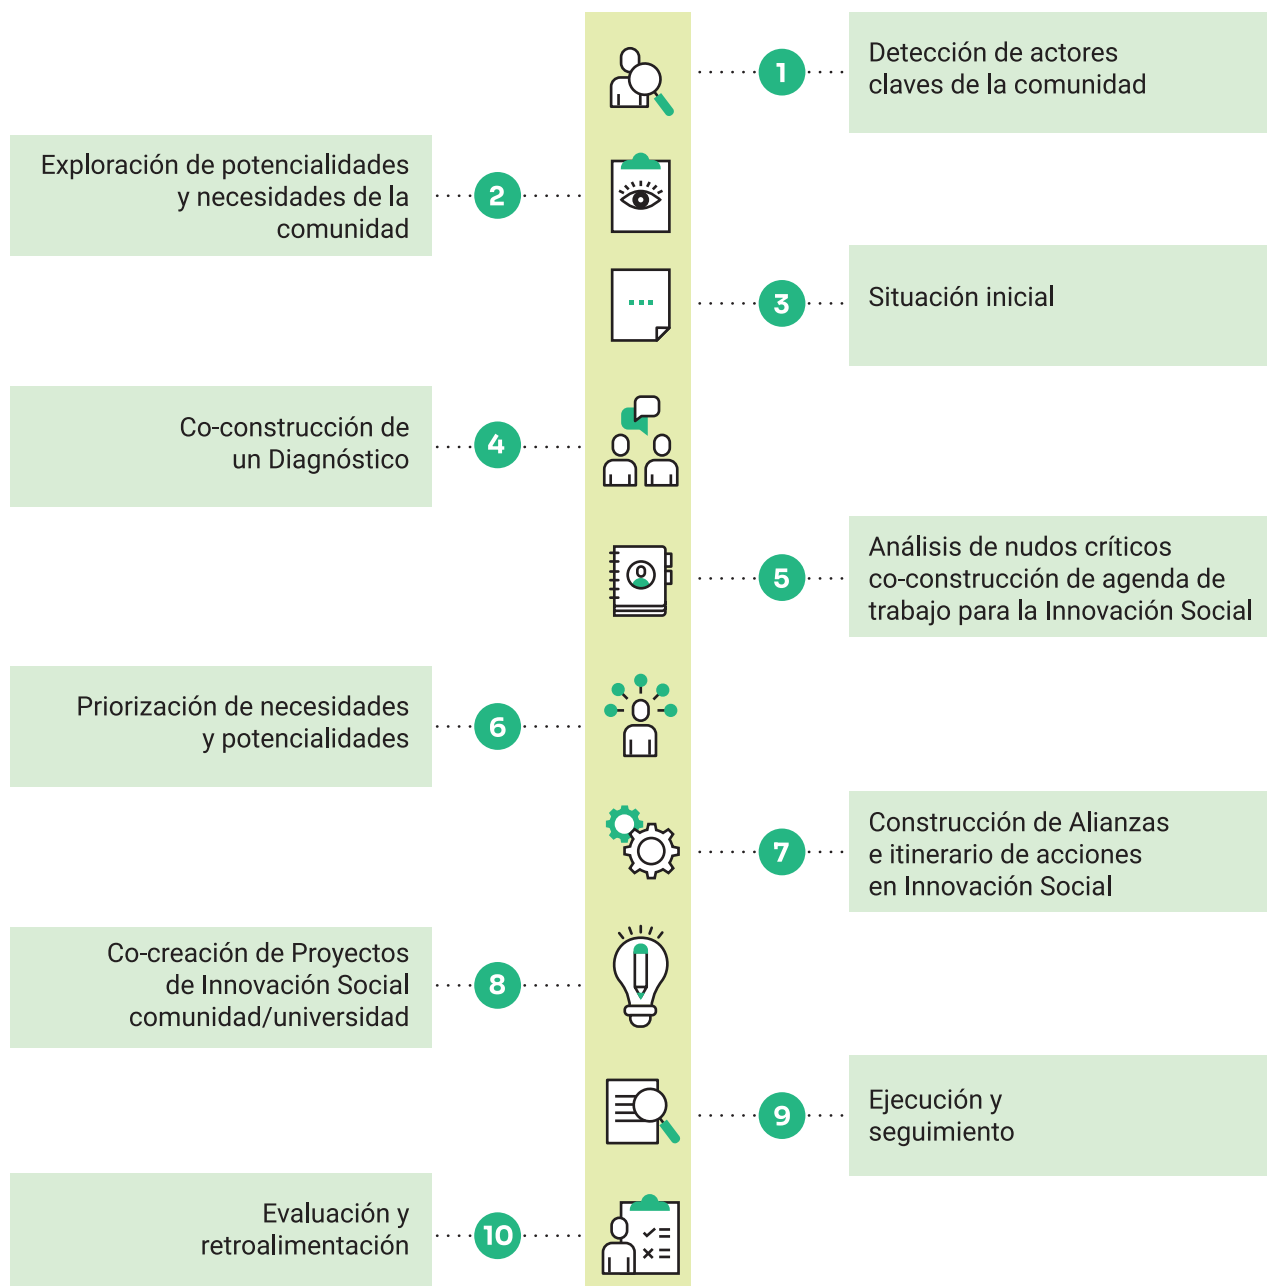 1
Detección de actores
claves de la comunidad
2
Exploración de potencialidades
y necesidades de la
comunidad
3
Situación inicial
4
Co-construcción de
un Diagnóstico
5
Análisis de nudos críticos
co-construcción de agenda de
trabajo para la Innovación Social
6
Priorización de necesidades
y potencialidades
7
Construcción de Alianzas
e itinerario de acciones
en Innovación Social
8
Co-creación de Proyectos
de Innovación Social
comunidad/universidad
9
Ejecución y
seguimiento
10
Evaluación y
retroalimentación